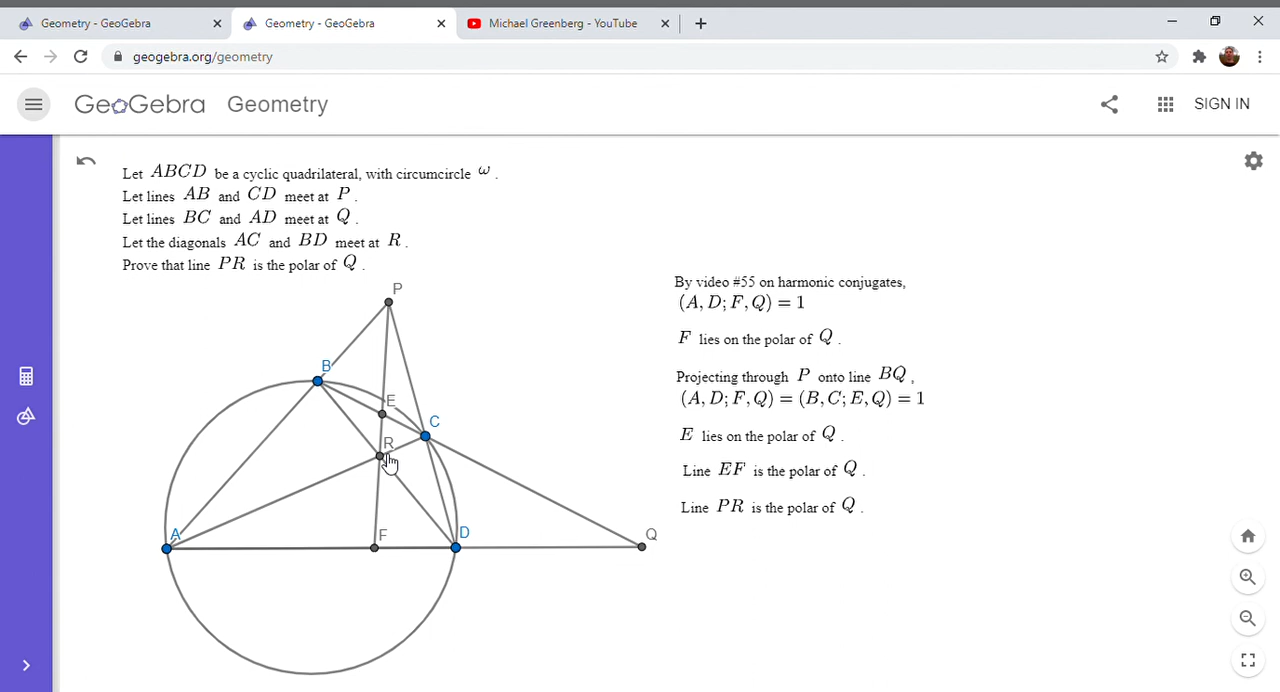 Geometry - GeoGebra
Geometry - GeoGebra
Michael Greenberg - YouTube
geogebra.org/geometry
GeoGebra Geometry
SIGN IN
Let ABCD be a cyclic quadrilateral, with circumcircle ω .
Let lines AB and CD meet at P .
Let lines BC and AD meet at Q .
Let the diagonals AC and BD meet at R .
Prove that line PR is the polar of Q .
By video #55 on harmonic conjugates,
(A, D; F, Q) = 1
F lies on the polar of Q .
Projecting through P onto line BQ ,
(A, D; F, Q) = (B, C; E, Q) = 1
E lies on the polar of Q .
Line EF is the polar of Q .
Line PR is the polar of Q .
P
B
E
C
R
A
F
D
Q